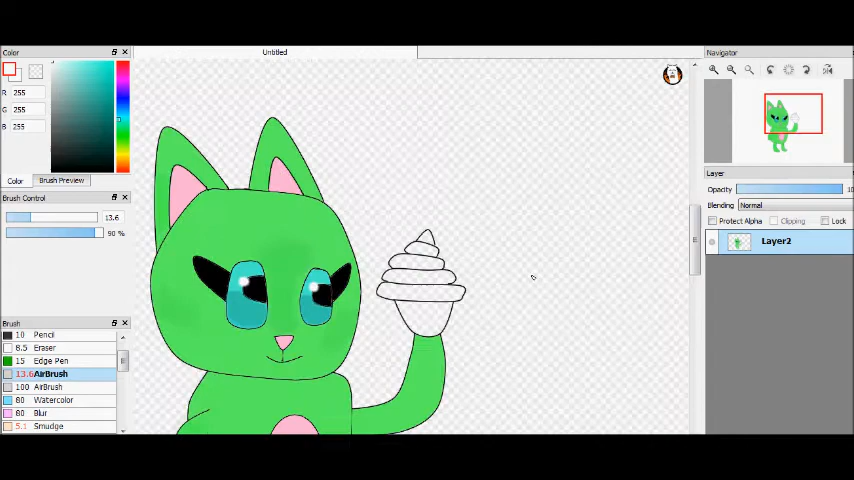 Color
Untitled
Navigator
R 255
G 255
B 255
Color Brush Preview
Brush Control
13.6
90 %
Brush
10 Pencil
8.5 Eraser
15 Edge Pen
13.6 AirBrush
100 AirBrush
80 Watercolor
80 Blur
5.1 Smudge
Layer
Opacity 10
Blending Normal
Protect Alpha Clipping Lock
Layer2